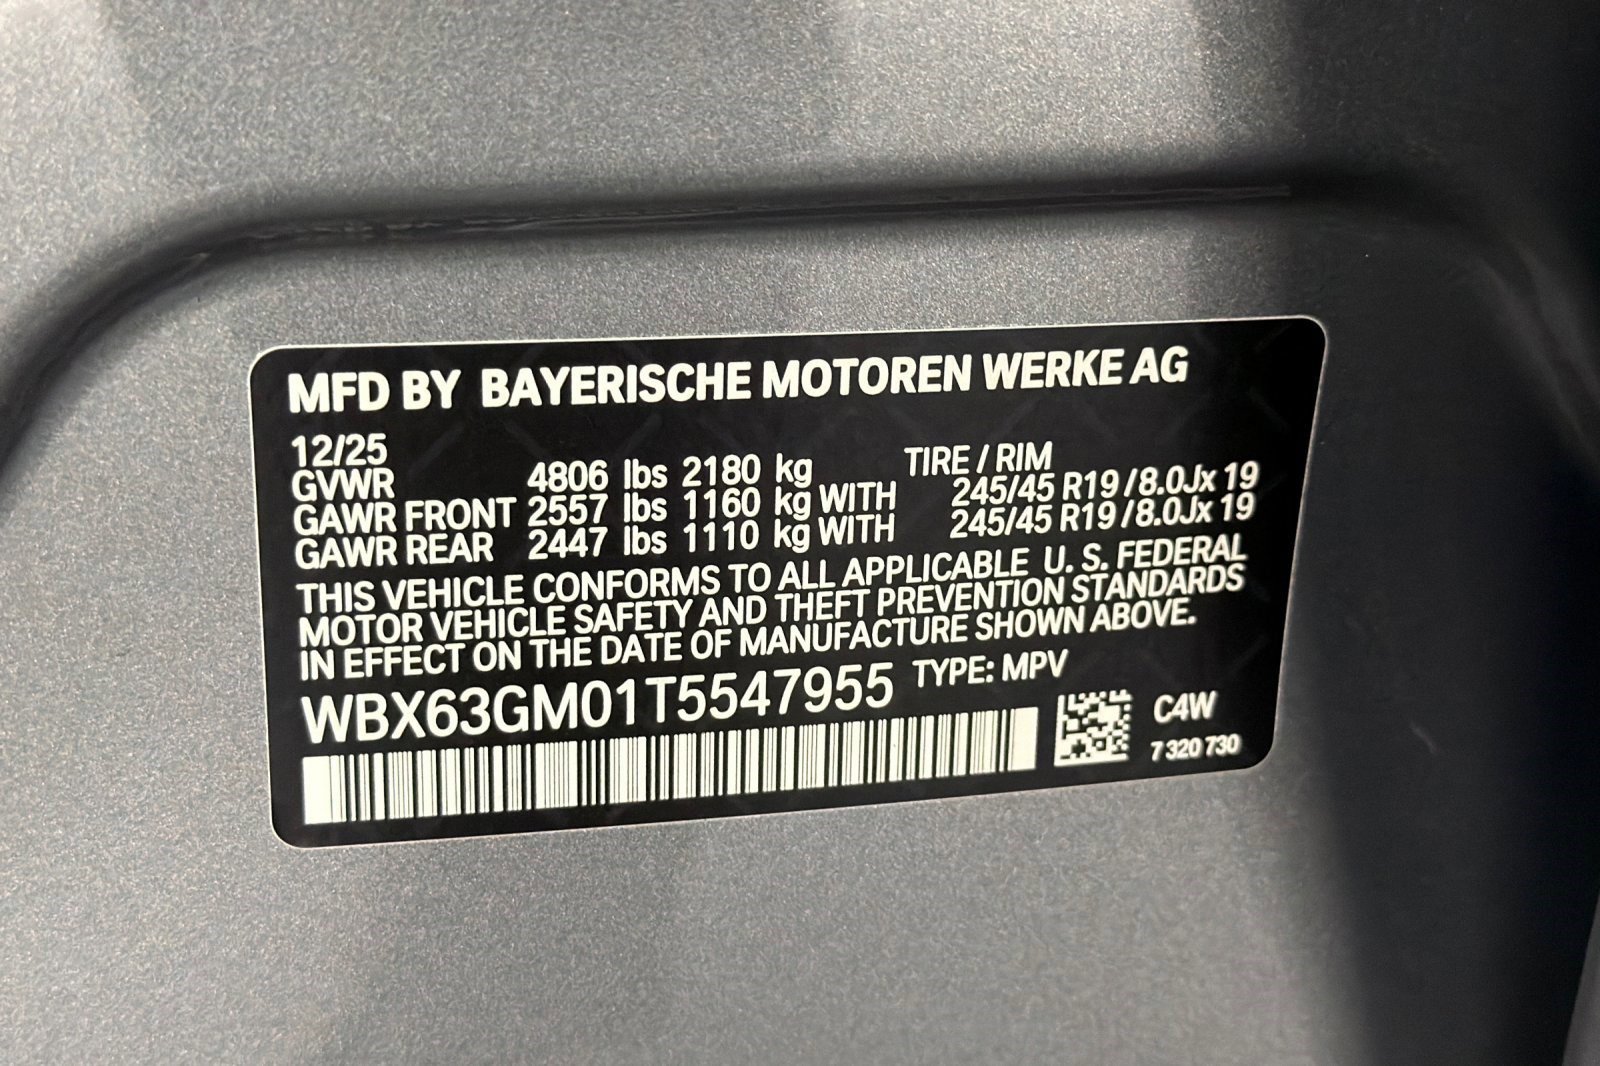 MFD BY BAYERISCHE MOTOREN WERKE AG
12/25
GVWR 4806 lbs 2180 kg TIRE / RIM
GAWR FRONT 2557 lbs 1160 kg WITH 245/45 R19 / 8.0Jx 19
GAWR REAR 2447 lbs 1110 kg WITH 245/45 R19 / 8.0Jx 19
THIS VEHICLE CONFORMS TO ALL APPLICABLE U. S. FEDERAL
MOTOR VEHICLE SAFETY AND THEFT PREVENTION STANDARDS
IN EFFECT ON THE DATE OF MANUFACTURE SHOWN ABOVE.
WBX63GM01T5547955 TYPE: MPV
C4W
7 320 730